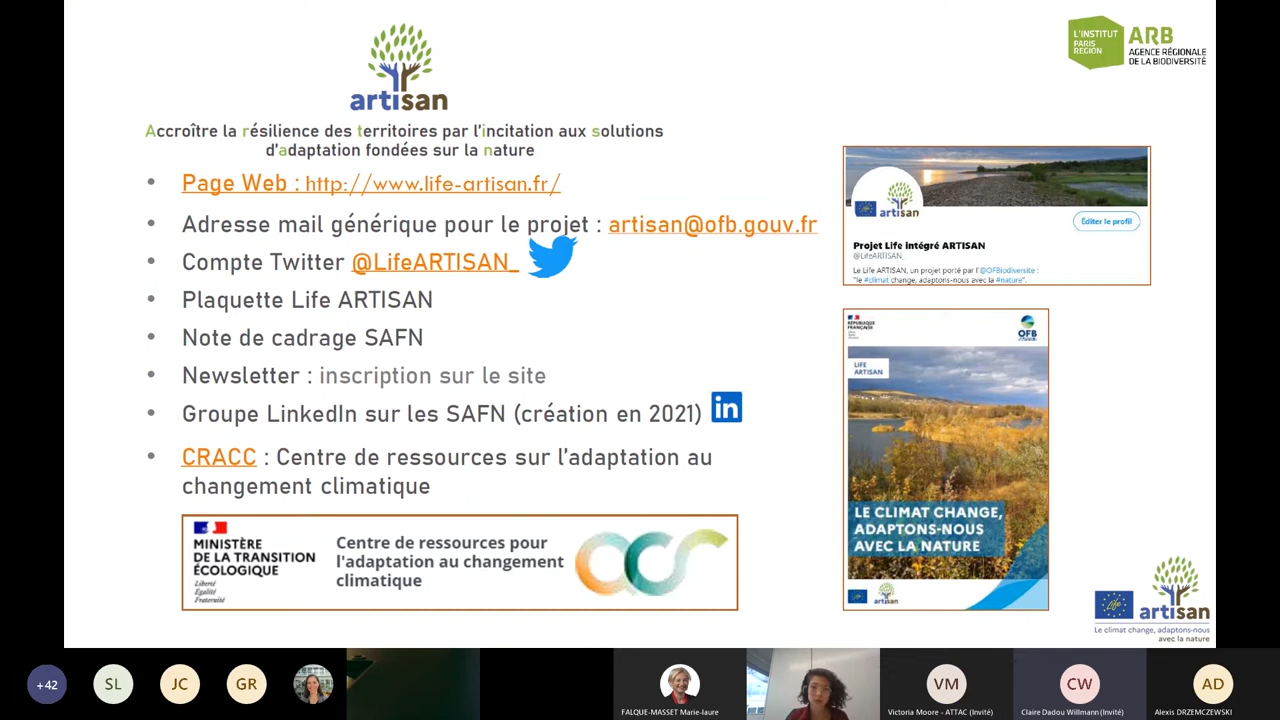 artisan
L'INSTITUT
PARIS
REGION
ARB
AGENCE RÉGIONALE
DE LA BIODIVERSITÉ
Accroître la résilience des territoires par l'incitation aux solutions
d'adaptation fondées sur la nature
• Page Web : http://www.life-artisan.fr/
• Adresse mail générique pour le projet : artisan@ofb.gouv.fr
• Compte Twitter @LifeARTISAN_
• Plaquette Life ARTISAN
• Note de cadrage SAFN
• Newsletter : inscription sur le site
• Groupe LinkedIn sur les SAFN (création en 2021) in
• CRACC : Centre de ressources sur l'adaptation au
changement climatique
MINISTÈRE
DE LA TRANSITION
ÉCOLOGIQUE
Liberté
Égalité
Fraternité
Centre de ressources pour
l'adaptation au changement
climatique
artisan
Éditer le profil
Projet Life intégré ARTISAN
@LifeARTISAN_
Le Life ARTISAN, un projet porté par l'@OFBiodiversite :
"le #climat change, adaptons-nous avec la #nature".
RÉPUBLIQUE
FRANÇAISE
OFB
LIFE
ARTISAN
LE CLIMAT CHANGE,
ADAPTONS-NOUS
AVEC LA NATURE
artisan
Life
artisan
Le climat change, adaptons-nous
avec la nature
+42
SL
JC
GR
FALQUE-MASSET Marie-laure
VM
Victoria Moore - ATTAC (Invité)
CW
Claire Dadou Willmann (Invité)
AD
Alexis DRZEMCZEWSKI